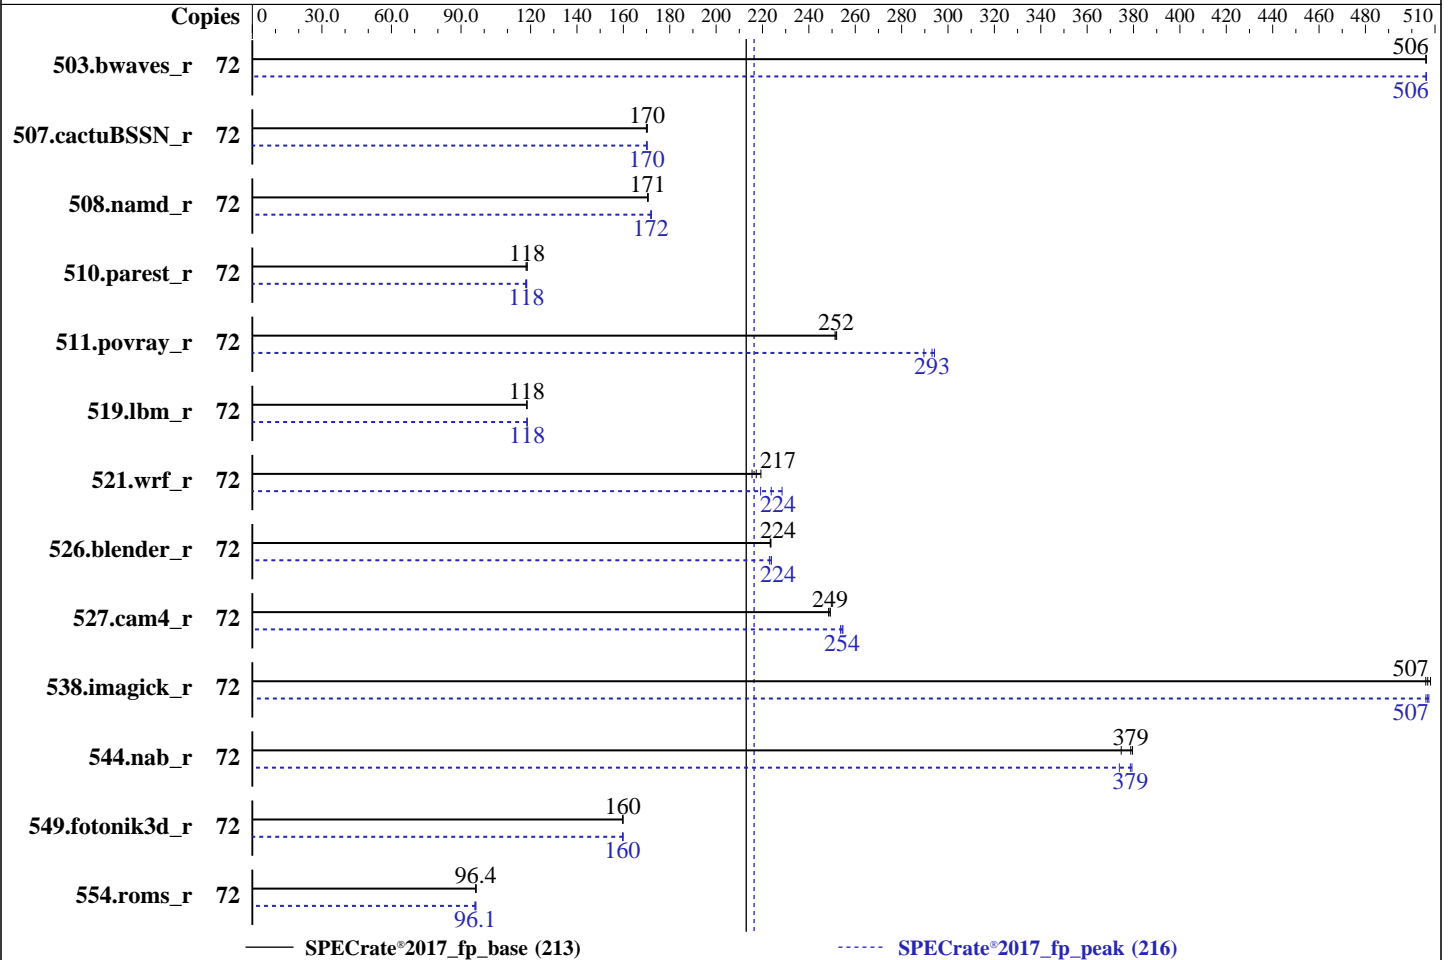 Copies 0 30.0 60.0 90.0 120 140 160 180 200 220 240 260 280 300 320 340 360 380 400 420 440 460 480 510
503.bwaves_r 72 506
506
507.cactuBSSN_r 72 170
170
508.namd_r 72 171
172
510.parest_r 72 118
118
511.povray_r 72 252
293
519.lbm_r 72 118
118
521.wrf_r 72 217
224
526.blender_r 72 224
224
527.cam4_r 72 249
254
538.imagick_r 72 507
507
544.nab_r 72 379
379
549.fotonik3d_r 72 160
160
554.roms_r 72 96.4
96.1
SPECrate®2017_fp_base (213) SPECrate®2017_fp_peak (216)